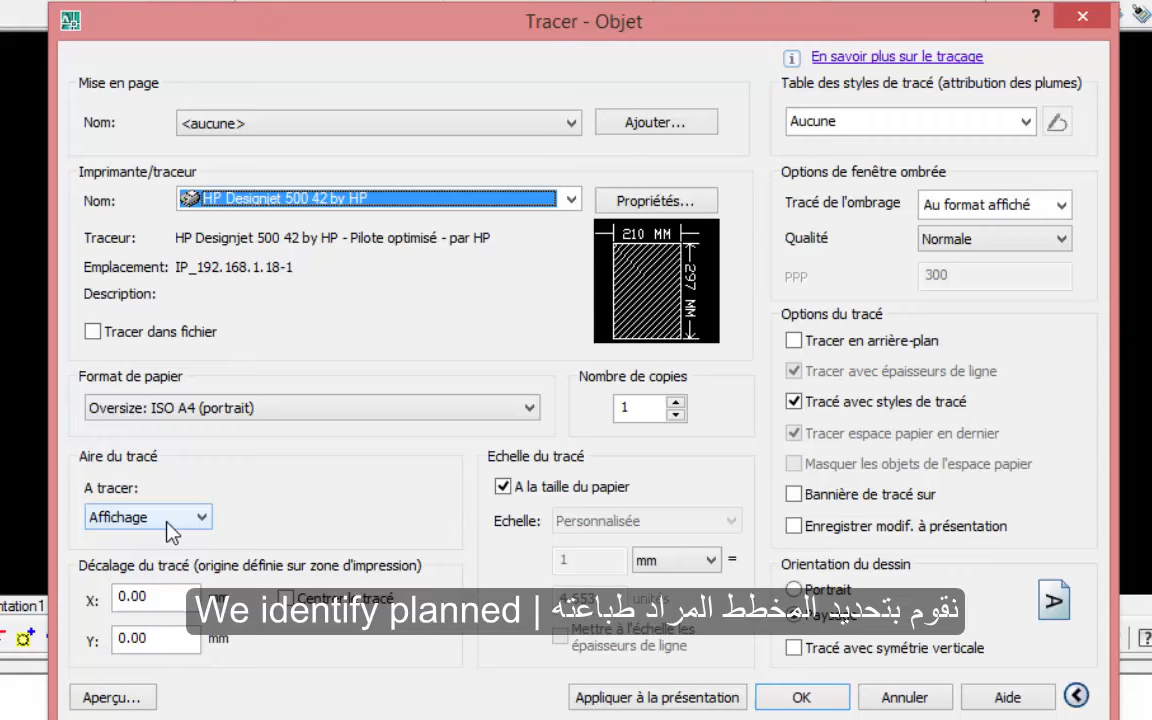 Tracer - Objet
?
En savoir plus sur le traçage
Mise en page
Nom:
<aucune>
Ajouter...
Table des styles de tracé (attribution des plumes)
Aucune
Imprimante/traceur
Nom:
HP Designjet 500 42 by HP
Propriétés...
Traceur:
HP Designjet 500 42 by HP - Pilote optimisé - par HP
Emplacement:
IP_192.168.1.18-1
Description:
Tracer dans fichier
210 MM
297 MM
Options de fenêtre ombrée
Tracé de l'ombrage
Au format affiché
Qualité
Normale
PPP
300
Format de papier
Oversize: ISO A4 (portrait)
Nombre de copies
1
Options du tracé
Tracer en arrière-plan
Tracer avec épaisseurs de ligne
Tracé avec styles de tracé
Tracer espace papier en dernier
Masquer les objets de l'espace papier
Bannière de tracé sur
Enregistrer modif. à présentation
Aire du tracé
A tracer:
Affichage
Echelle du tracé
A la taille du papier
Echelle:
Personnalisée
1
mm
=
unités
Mettre à l'échelle les
épaisseurs de ligne
Décalage du tracé (origine définie sur zone d'impression)
X:
0.00
Centrer le tracé
Y:
0.00
mm
Orientation du dessin
Portrait
Paysage
Tracé avec symétrie verticale
A
We identify planned | نقوم بتحديد المخطط المراد طباعته
ntation1
Aperçu...
Appliquer à la présentation
OK
Annuler
Aide